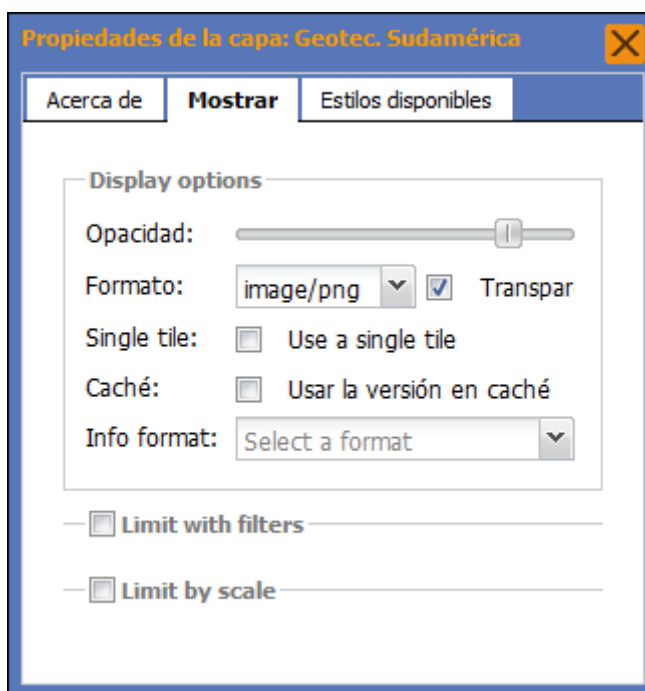 Propiedades de la capa: Geotec. Sudamérica
Acerca de Mostrar Estilos disponibles
Display options
Opacidad:
Formato: image/png Transpar
Single tile: Use a single tile
Caché: Usar la versión en caché
Info format: Select a format
Limit with filters
Limit by scale